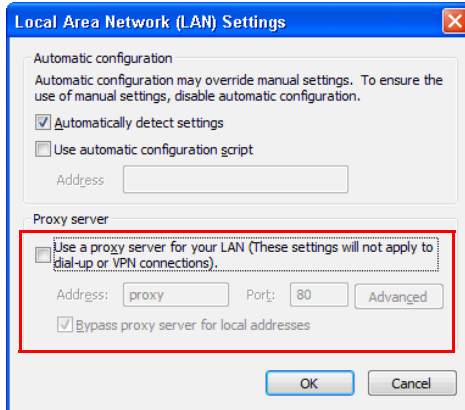 Local Area Network (LAN) Settings
Automatic configuration
Automatic configuration may override manual settings. To ensure the
use of manual settings, disable automatic configuration.
Automatically detect settings
Use automatic configuration script
Address
Proxy server
Use a proxy server for your LAN (These settings will not apply to
dial-up or VPN connections).
Address: proxy Port: 80 Advanced
Bypass proxy server for local addresses
OK Cancel